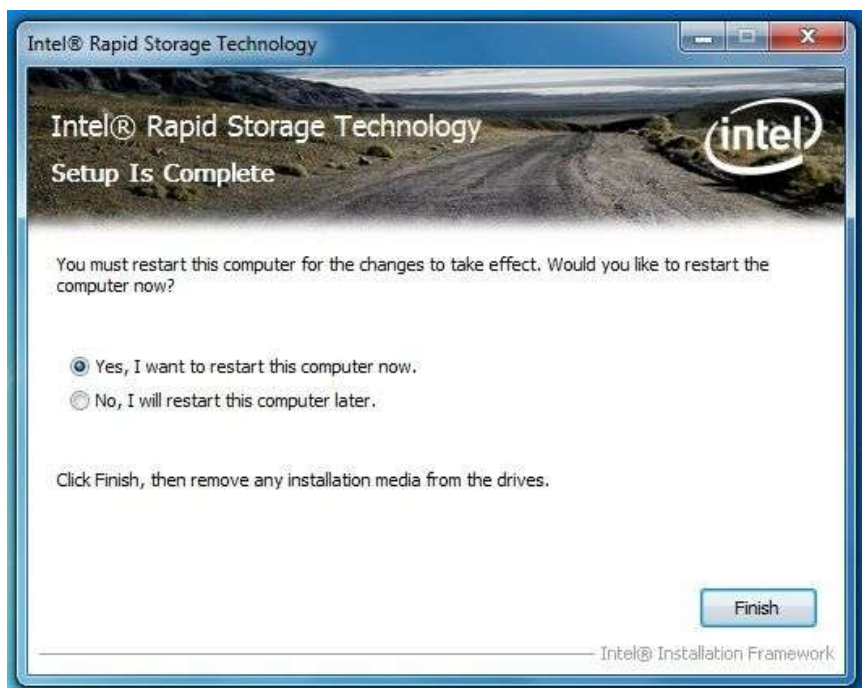 Intel® Rapid Storage Technology
Intel® Rapid Storage Technology
Setup Is Complete
intel
You must restart this computer for the changes to take effect. Would you like to restart the
computer now?
Yes, I want to restart this computer now.
No, I will restart this computer later.
Click Finish, then remove any installation media from the drives.
Finish
Intel® Installation Framework